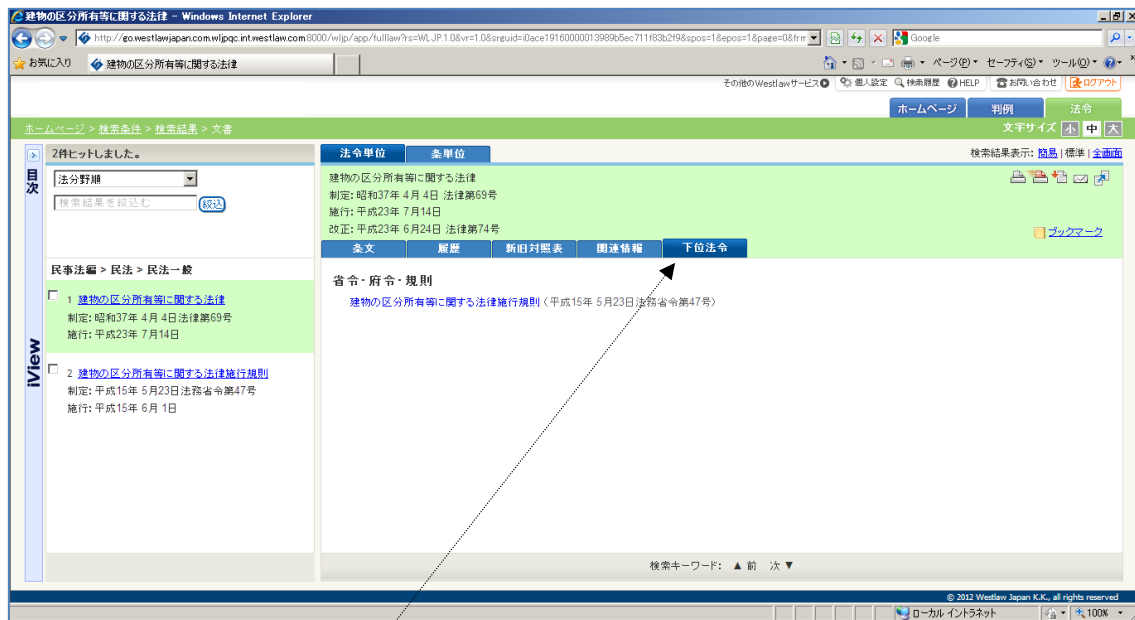 建物の区分所有等に関する法律 - Windows Internet Explorer
http://go.westlawjapan.com.wljpqc.int.westlaw.com:8000/wljp/app/fulllaw?rs=WLJP.1.0&vr=1.0&srguid=i0ace19160000013989b5ec711f83b2f9&spos=1&epos=1&page=0&frm
Google
お気に入り
建物の区分所有等に関する法律
ページ(P)
セーフティ(S)
ツール(O)
その他のWestlawサービス
個人設定
検索履歴
HELP
お問い合わせ
ログアウト
ホームページ
判例
法令
ホームページ > 検索条件 > 検索結果 > 文書
文字サイズ 小 中 大
目次
iView
2件ヒットしました。
法分野順
検索結果を絞込む
絞込
民事法編 > 民法 > 民法一般
1 建物の区分所有等に関する法律
制定: 昭和37年 4月 4日法律第69号
施行: 平成23年 7月14日
2 建物の区分所有等に関する法律施行規則
制定: 平成15年 5月23日法務省令第47号
施行: 平成15年 6月 1日
法令単位
条単位
検索結果表示: 簡易 | 標準 | 全画面
建物の区分所有等に関する法律
制定: 昭和37年 4月 4日 法律第69号
施行: 平成23年 7月14日
改正: 平成23年 6月24日 法律第74号
ブックマーク
条文
履歴
新旧対照表
関連情報
下位法令
省令・府令・規則
建物の区分所有等に関する法律施行規則 (平成15年 5月23日法務省令第47号)
検索キーワード: ▲ 前 次 ▼
© 2012 Westlaw Japan K.K., all rights reserved
ローカル イントラネット
100%